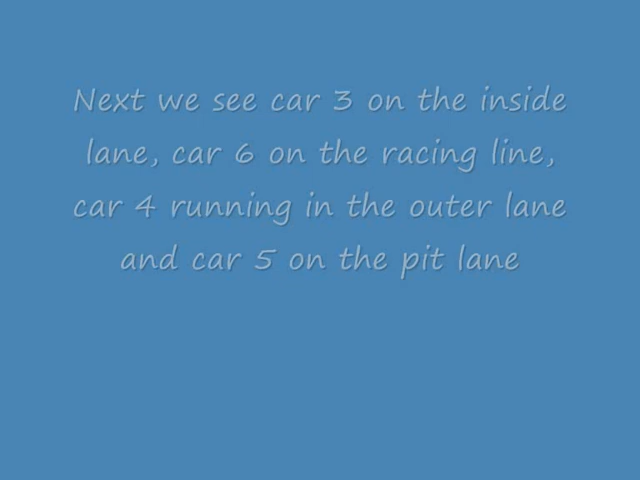 Next we see car 3 on the inside
lane, car 6 on the racing line,
car 4 running in the outer lane
and car 5 on the pit lane